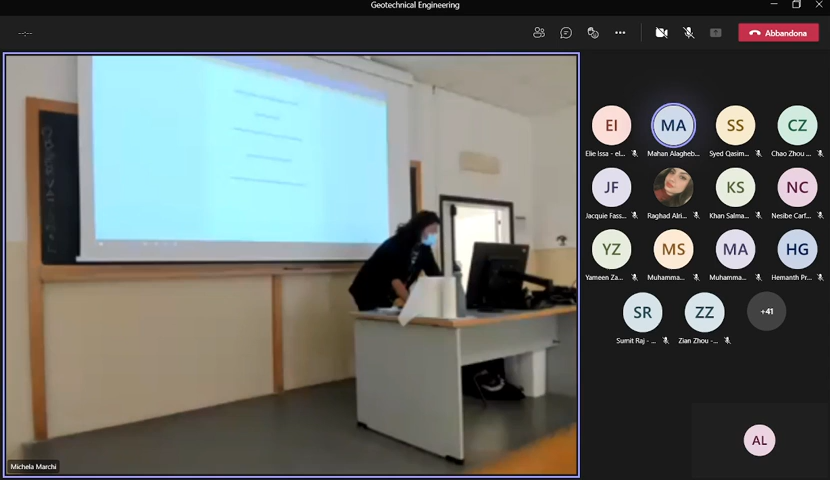 Geotechnical Engineering
--:--
Abbandona
EI
MA
SS
CZ
Elie Issa - el...
Mahan Alagheb...
Syed Qasim...
Chao Zhou ...
JF
KS
NC
Jacquie Fass...
Raghad Alri...
Khan Salma...
Nesibe Carf...
YZ
MS
MA
HG
Yameen Za...
Muhamma...
Muhamma...
Hemanth Pr...
SR
ZZ
+41
Sumit Raj - ...
Zian Zhou -...
AL
Michela Marchi